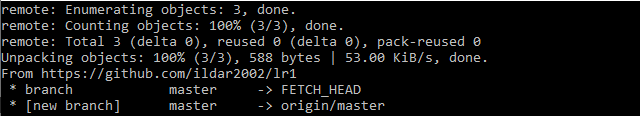 remote: Enumerating objects: 3, done.
remote: Counting objects: 100% (3/3), done.
remote: Total 3 (delta 0), reused 0 (delta 0), pack-reused 0
Unpacking objects: 100% (3/3), 588 bytes | 53.00 KiB/s, done.
From https://github.com/ildar2002/lr1
 * branch            master     -> FETCH_HEAD
 * [new branch]      master     -> origin/master